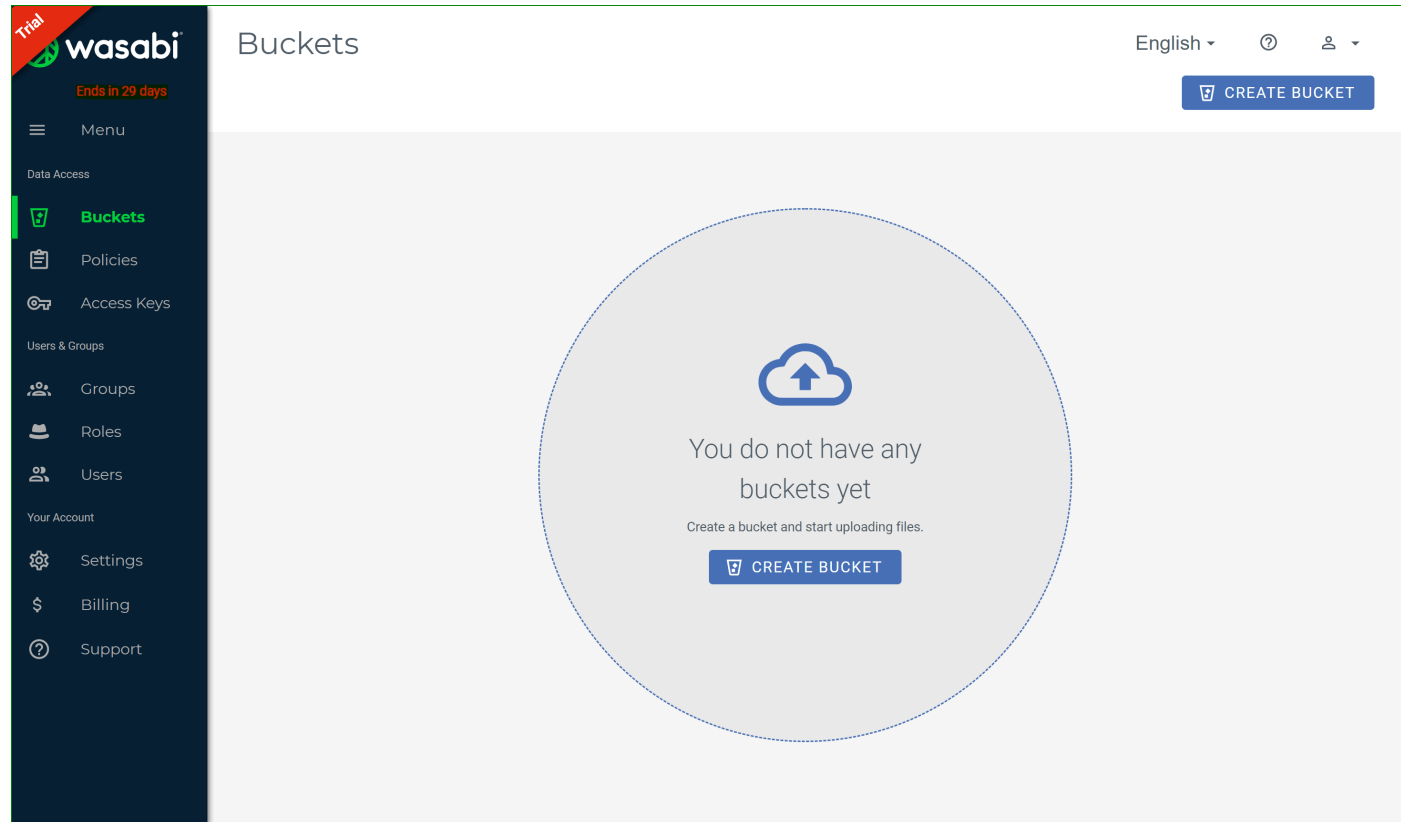 Trial
wasabi
Ends in 29 days
Menu
Data Access
Buckets
Policies
Access Keys
Users & Groups
Groups
Roles
Users
Your Account
Settings
Billing
Support
Buckets
English
CREATE BUCKET
You do not have any
buckets yet
Create a bucket and start uploading files.
CREATE BUCKET